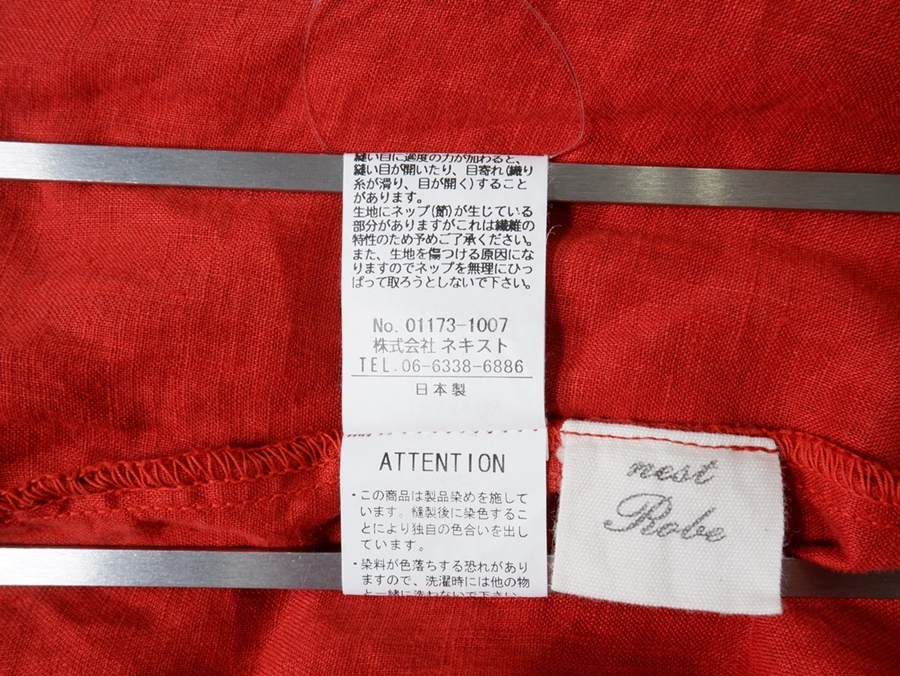 縫い目に過度の力が加わると、
縫い目が開いたり、目寄れ(織り
糸が滑り、目が開く)すること
があります。
生地にネップ(節)が生じている
部分がありますがこれは繊維の
特性のため予めご了承ください。
また、生地を傷つける原因にな
りますのでネップを無理にひっ
ぱって取ろうとしないで下さい。
No. 01173-1007
株式会社 ネキスト
TEL.06-6338-6886
日本製
ATTENTION
・この商品は製品染めを施して
います。縫製後に染色するこ
とにより独自の色合いを出し
ています。
・染料が色落ちする恐れがあり
ますので、洗濯時には他の物
と一緒に洗わないで下さい。
nest
Robe